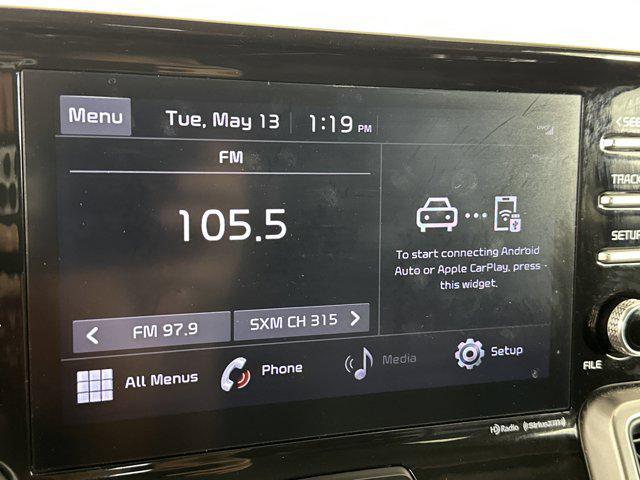 Menu Tue, May 13 1:19 PM
FM
105.5
To start connecting Android
Auto or Apple CarPlay, press
this widget.
< FM 97.9
SXM CH 315 >
All Menus
Phone
Media
Setup
HD Radio
((SiriusXM))
< SEE
TRACK
SETUP
FILE